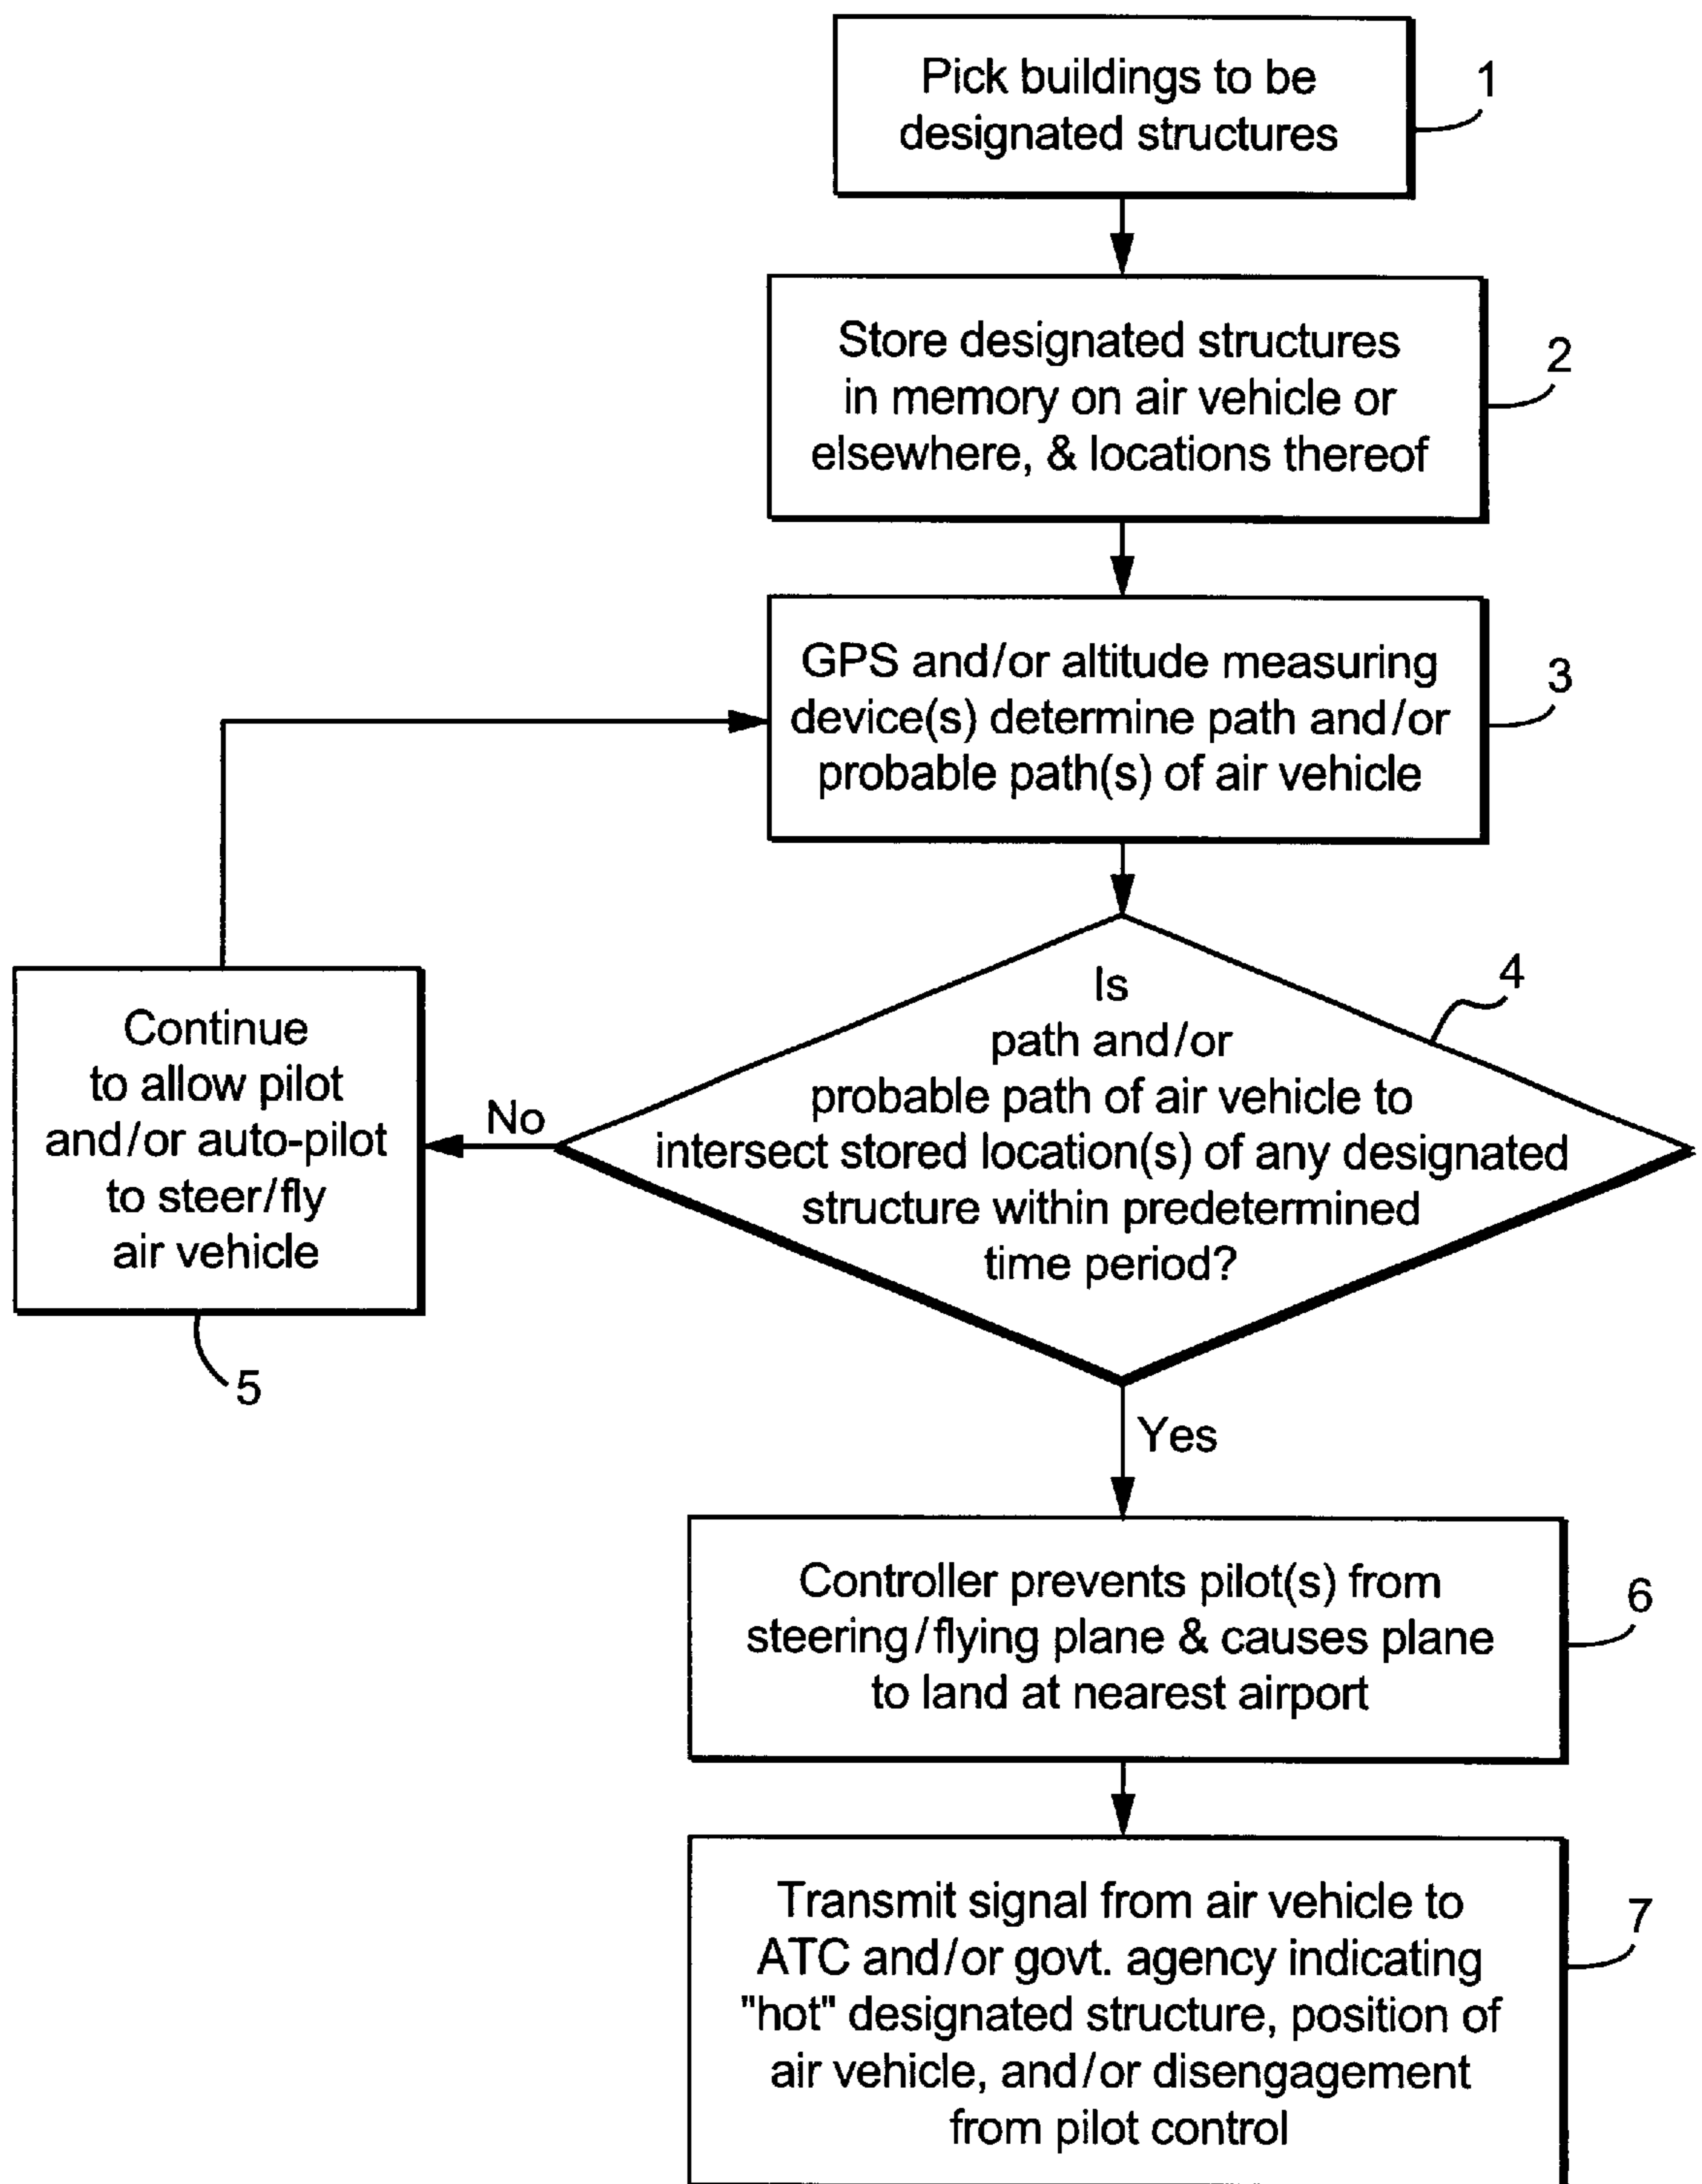 Pick buildings to be
designated structures
1
Store designated structures
in memory on air vehicle or
elsewhere, & locations thereof
2
GPS and/or altitude measuring
device(s) determine path and/or
probable path(s) of air vehicle
3
Is
path and/or
probable path of air vehicle to
intersect stored location(s) of any designated
structure within predetermined
time period?
4
No
Continue
to allow pilot
and/or auto-pilot
to steer/fly
air vehicle
5
Yes
Controller prevents pilot(s) from
steering/flying plane & causes plane
to land at nearest airport
6
Transmit signal from air vehicle to
ATC and/or govt. agency indicating
"hot" designated structure, position of
air vehicle, and/or disengagement
from pilot control
7